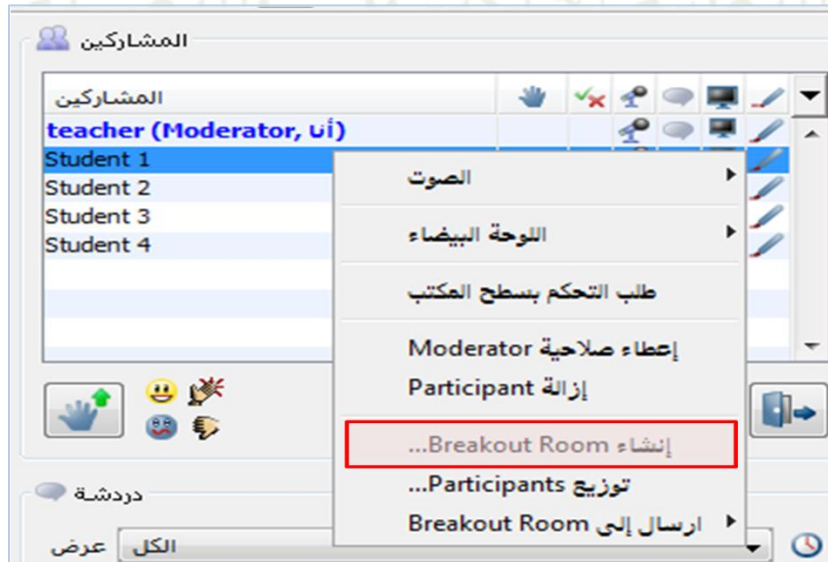 المشاركين
المشاركين
teacher (Moderator, أنا)
Student 1
Student 2
Student 3
Student 4
الصوت
اللوحة البيضاء
طلب التحكم بسطح المكتب
إعطاء صلاحية Moderator
إزالة Participant
إنشاء Breakout Room...
توزيع Participants...
ارسال إلى Breakout Room
دردشة
عرض الكل